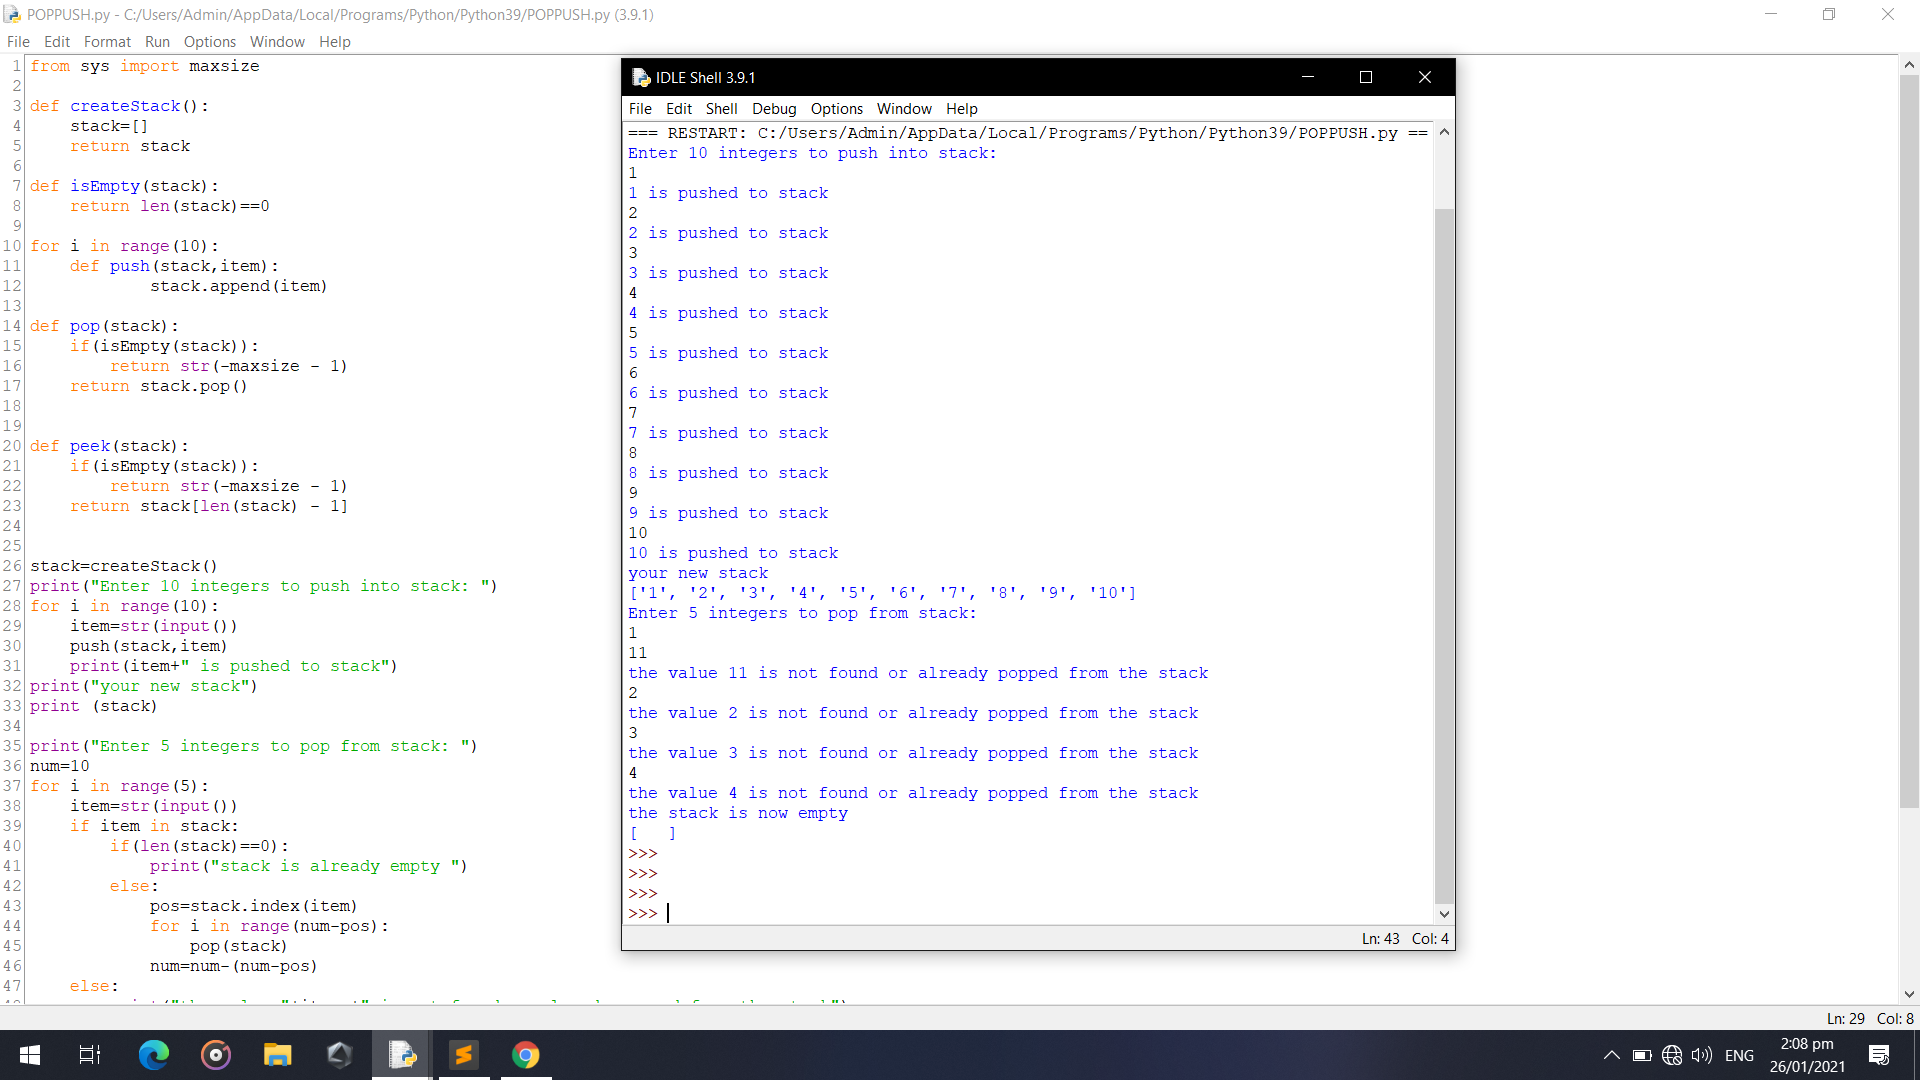 POPPUSH.py - C:/Users/Admin/AppData/Local/Programs/Python/Python39/POPPUSH.py (3.9.1)
File Edit Format Run Options Window Help
1 from sys import maxsize
2
3 def createStack():
4     stack=[]
5     return stack
6
7 def isEmpty(stack):
8     return len(stack)==0
9
10 for i in range(10):
11     def push(stack,item):
12             stack.append(item)
13
14 def pop(stack):
15     if(isEmpty(stack)):
16         return str(-maxsize - 1)
17     return stack.pop()
18
19
20 def peek(stack):
21     if(isEmpty(stack)):
22         return str(-maxsize - 1)
23     return stack[len(stack) - 1]
24
25
26 stack=createStack()
27 print("Enter 10 integers to push into stack: ")
28 for i in range(10):
29     item=str(input())
30     push(stack,item)
31     print(item+" is pushed to stack")
32 print("your new stack")
33 print (stack)
34
35 print("Enter 5 integers to pop from stack: ")
36 num=10
37 for i in range(5):
38     item=str(input())
39     if item in stack:
40         if(len(stack)==0):
41             print("stack is already empty ")
42         else:
43             pos=stack.index(item)
44             for i in range(num-pos):
45                 pop(stack)
46             num=num-(num-pos)
47     else:
Ln: 29 Col: 8
IDLE Shell 3.9.1
File Edit Shell Debug Options Window Help
=== RESTART: C:/Users/Admin/AppData/Local/Programs/Python/Python39/POPPUSH.py ==
Enter 10 integers to push into stack:
1
1 is pushed to stack
2
2 is pushed to stack
3
3 is pushed to stack
4
4 is pushed to stack
5
5 is pushed to stack
6
6 is pushed to stack
7
7 is pushed to stack
8
8 is pushed to stack
9
9 is pushed to stack
10
10 is pushed to stack
your new stack
['1', '2', '3', '4', '5', '6', '7', '8', '9', '10']
Enter 5 integers to pop from stack:
1
11
the value 11 is not found or already popped from the stack
2
the value 2 is not found or already popped from the stack
3
the value 3 is not found or already popped from the stack
4
the value 4 is not found or already popped from the stack
the stack is now empty
[   ]
>>>
>>>
>>>
>>>
Ln: 43 Col: 4
ENG
2:08 pm
26/01/2021